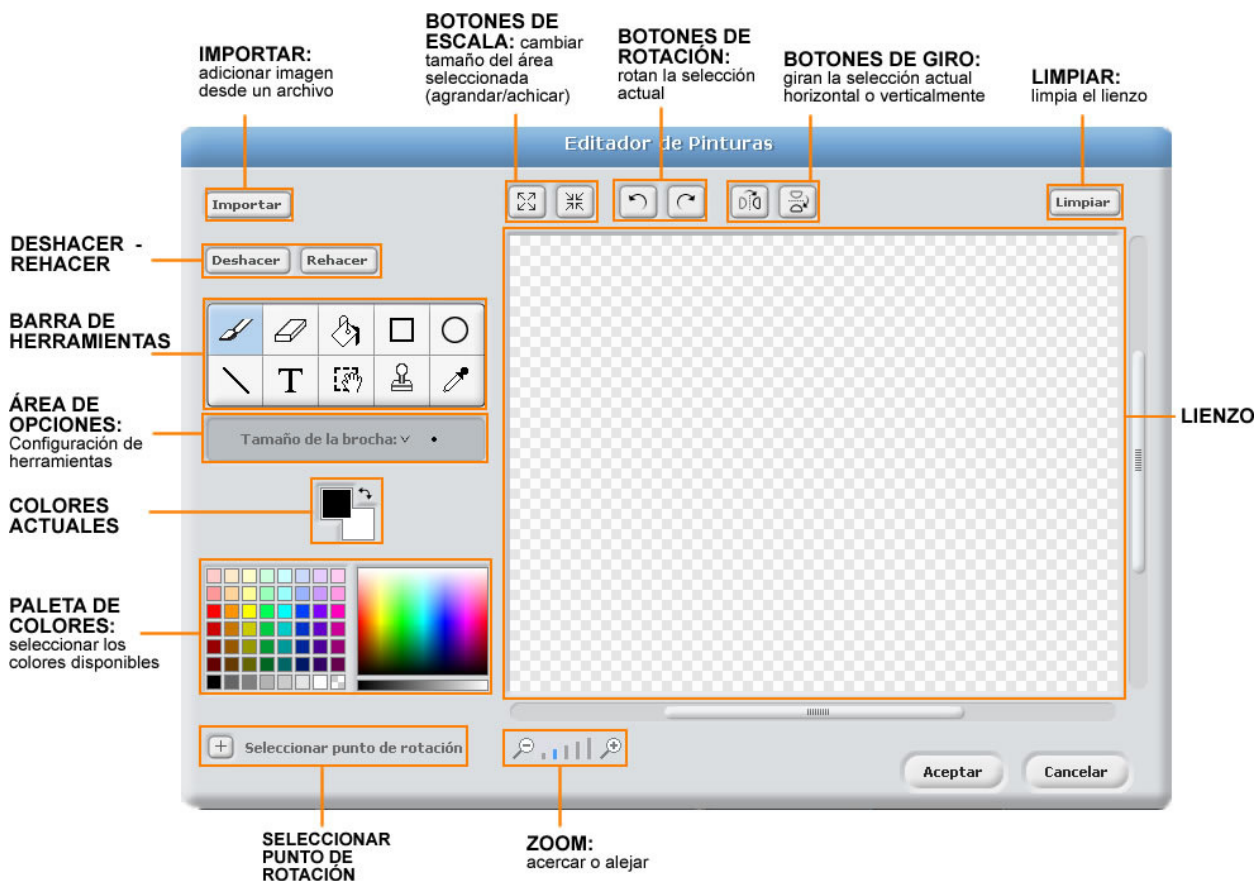 BOTONES DE
ESCALA: cambiar
tamaño del área
seleccionada
(agrandar/achicar)
BOTONES DE
ROTACIÓN:
rotan la selección
actual
IMPORTAR:
adicionar imagen
desde un archivo
BOTONES DE GIRO:
giran la selección actual
horizontal o verticalmente
LIMPIAR:
limpia el lienzo
Editador de Pinturas
Importar
Limpiar
DESHACER -
REHACER
Deshacer
Rehacer
BARRA DE
HERRAMIENTAS
T
ÁREA DE
OPCIONES:
Configuración de
herramientas
Tamaño de la brocha:
LIENZO
COLORES
ACTUALES
PALETA DE
COLORES:
seleccionar los
colores disponibles
Seleccionar punto de rotación
Aceptar
Cancelar
SELECCIONAR
PUNTO DE
ROTACIÓN
ZOOM:
acercar o alejar